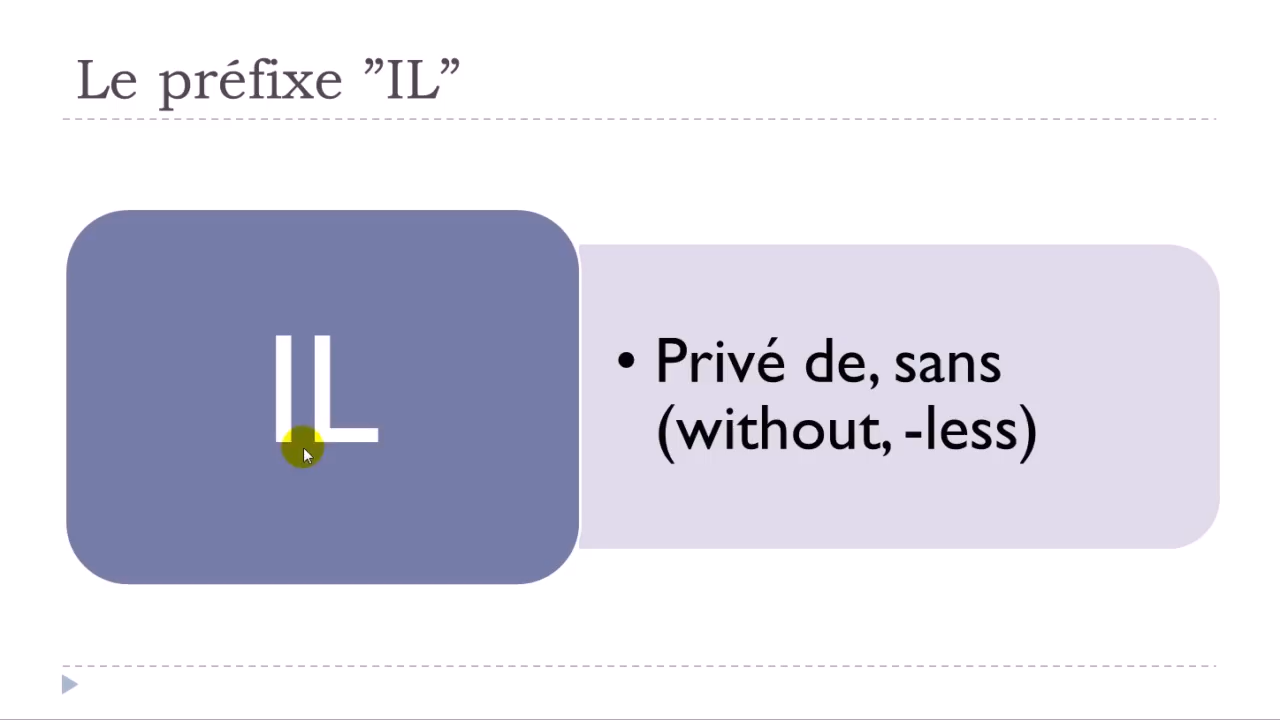 Le préfixe ”IL”
IL
• Privé de, sans
(without, -less)